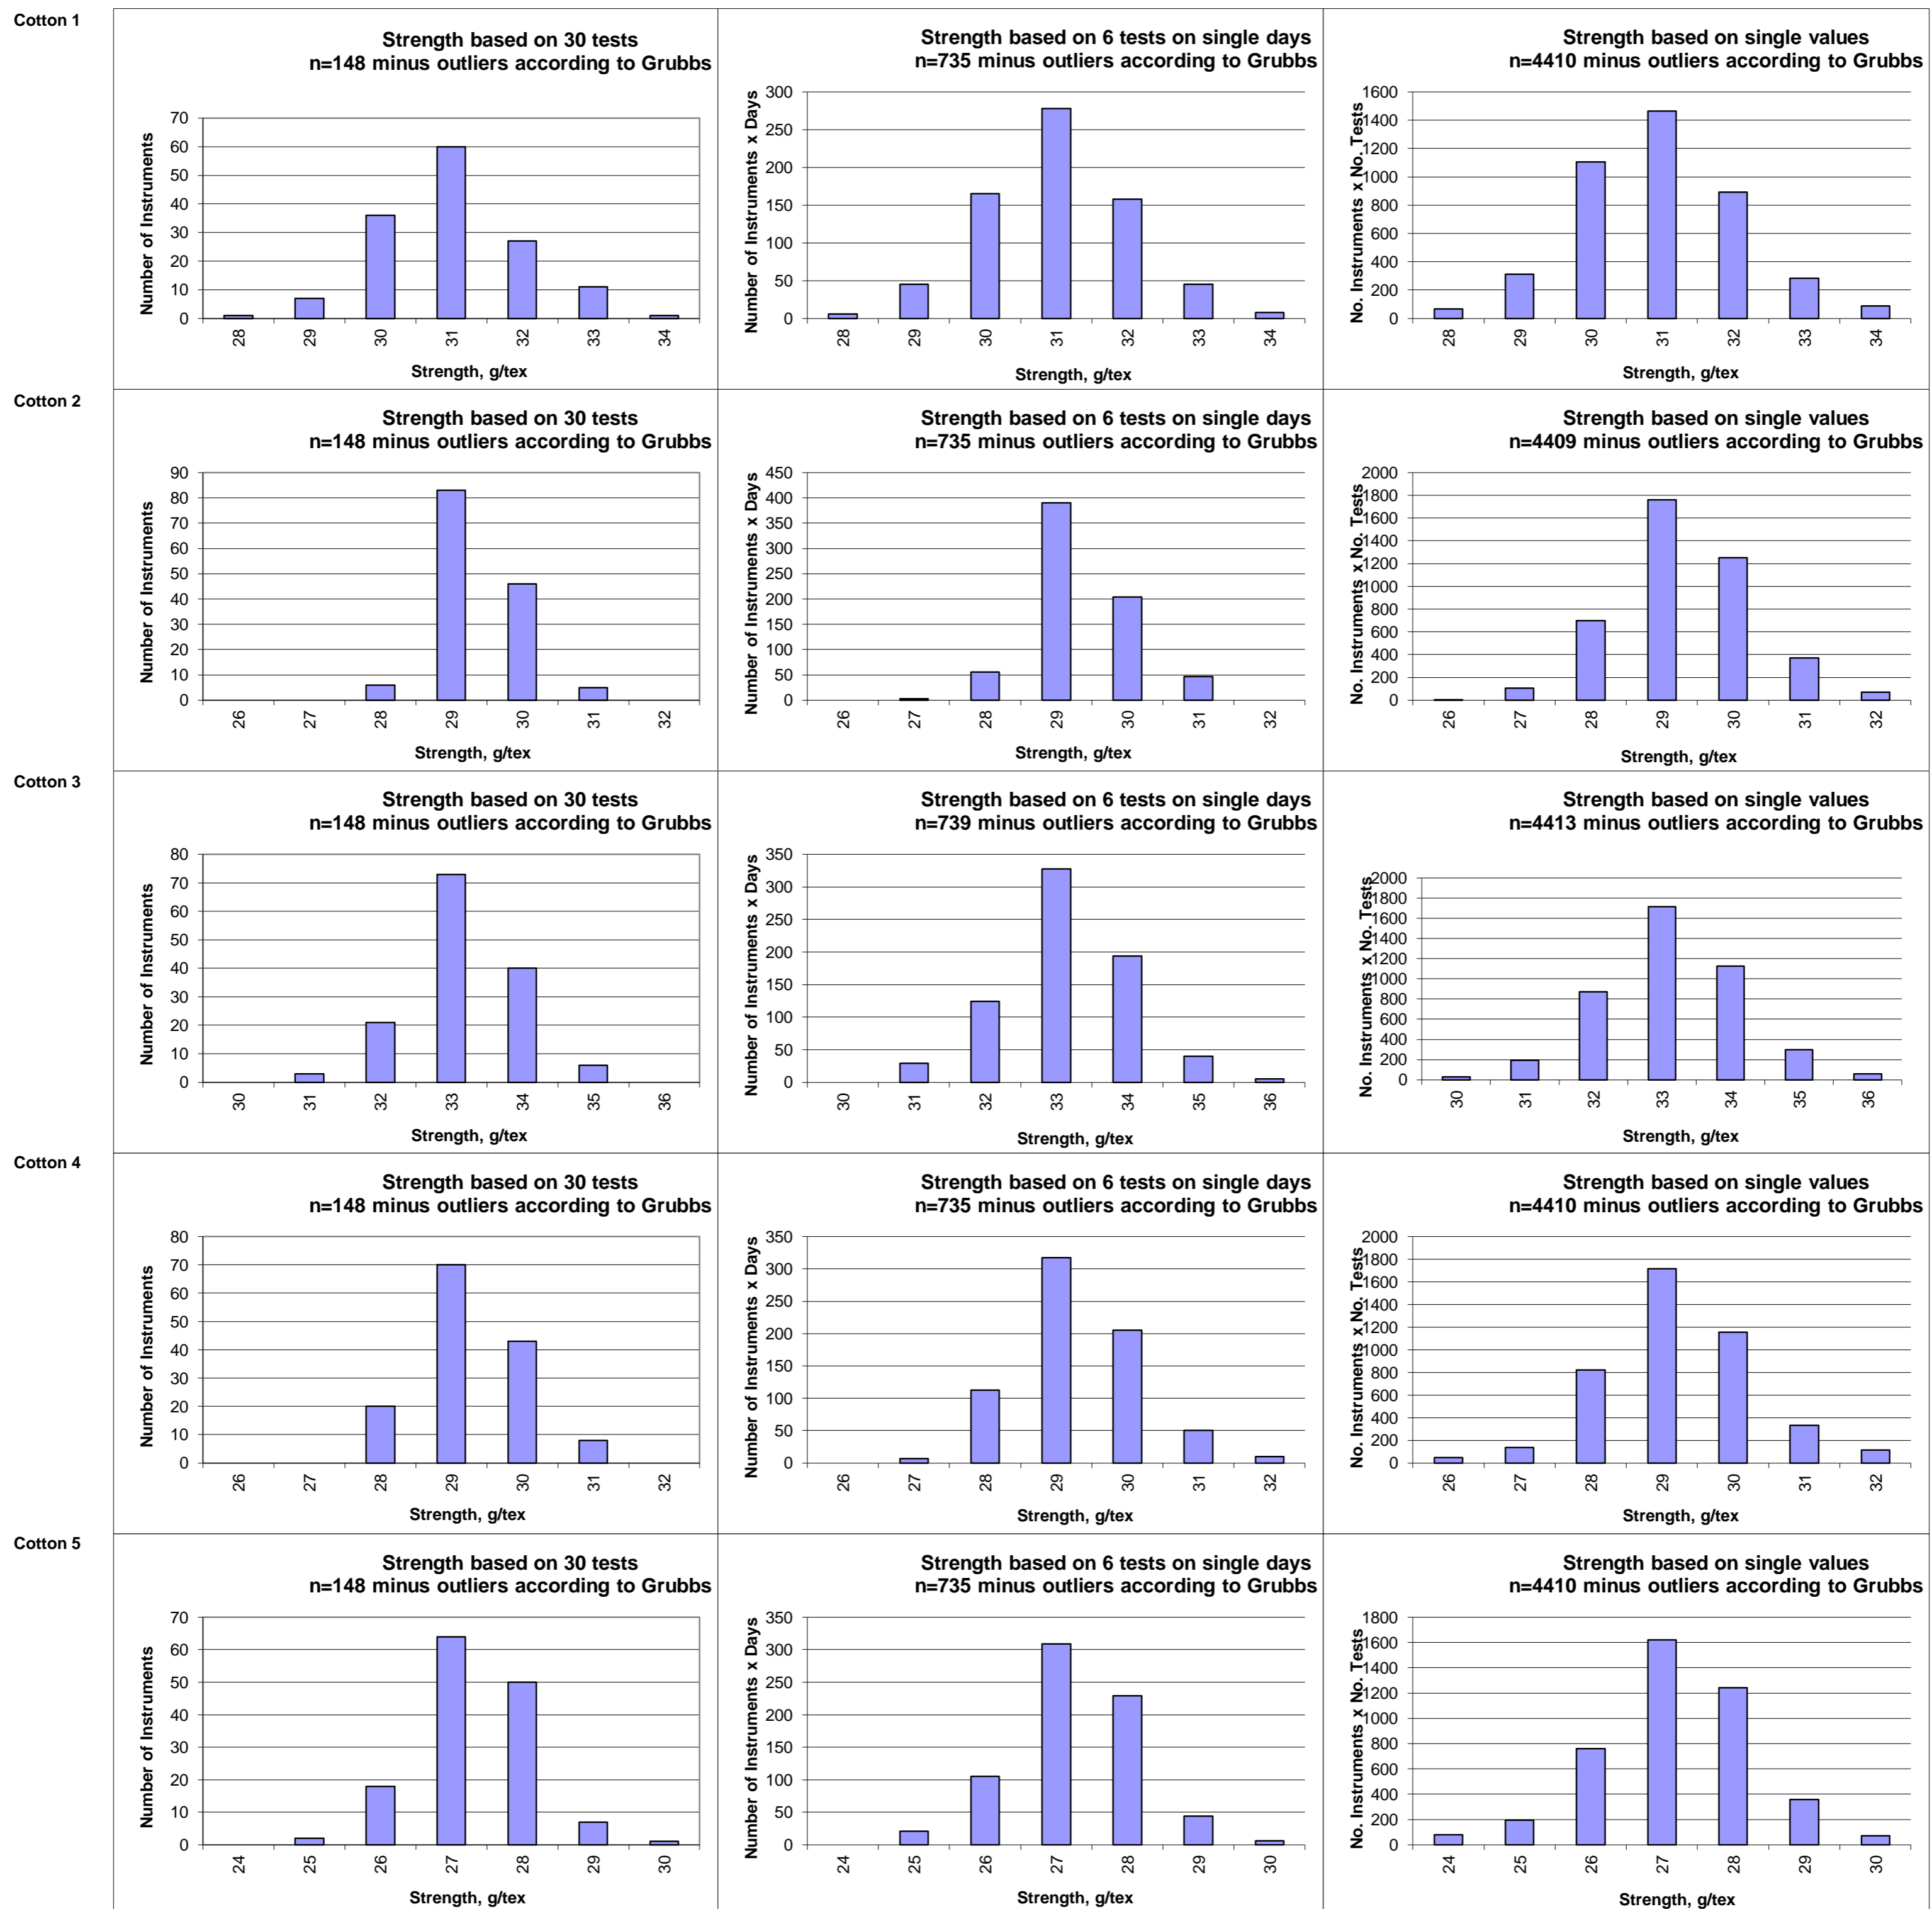 Cotton 1
Strength based on 30 tests
n=148 minus outliers according to Grubbs
Number of Instruments
70
60
50
40
30
20
10
0
28 29 30 31 32 33 34
Strength, g/tex
Strength based on 6 tests on single days
n=735 minus outliers according to Grubbs
Number of Instruments x Days
300
250
200
150
100
50
0
28 29 30 31 32 33 34
Strength, g/tex
Strength based on single values
n=4410 minus outliers according to Grubbs
No. Instruments x No. Tests
1600
1400
1200
1000
800
600
400
200
0
28 29 30 31 32 33 34
Strength, g/tex
Cotton 2
Strength based on 30 tests
n=148 minus outliers according to Grubbs
Number of Instruments
90
80
70
60
50
40
30
20
10
0
26 27 28 29 30 31 32
Strength, g/tex
Strength based on 6 tests on single days
n=735 minus outliers according to Grubbs
Number of Instruments x Days
450
400
350
300
250
200
150
100
50
0
26 27 28 29 30 31 32
Strength, g/tex
Strength based on single values
n=4409 minus outliers according to Grubbs
No. Instruments x No. Tests
2000
1800
1600
1400
1200
1000
800
600
400
200
0
26 27 28 29 30 31 32
Strength, g/tex
Cotton 3
Strength based on 30 tests
n=148 minus outliers according to Grubbs
Number of Instruments
80
70
60
50
40
30
20
10
0
30 31 32 33 34 35 36
Strength, g/tex
Strength based on 6 tests on single days
n=739 minus outliers according to Grubbs
Number of Instruments x Days
350
300
250
200
150
100
50
0
30 31 32 33 34 35 36
Strength, g/tex
Strength based on single values
n=4413 minus outliers according to Grubbs
No. Instruments x No. Tests
2000
1800
1600
1400
1200
1000
800
600
400
200
0
30 31 32 33 34 35 36
Strength, g/tex
Cotton 4
Strength based on 30 tests
n=148 minus outliers according to Grubbs
Number of Instruments
80
70
60
50
40
30
20
10
0
26 27 28 29 30 31 32
Strength, g/tex
Strength based on 6 tests on single days
n=735 minus outliers according to Grubbs
Number of Instruments x Days
350
300
250
200
150
100
50
0
26 27 28 29 30 31 32
Strength, g/tex
Strength based on single values
n=4410 minus outliers according to Grubbs
No. Instruments x No. Tests
2000
1800
1600
1400
1200
1000
800
600
400
200
0
26 27 28 29 30 31 32
Strength, g/tex
Cotton 5
Strength based on 30 tests
n=148 minus outliers according to Grubbs
Number of Instruments
70
60
50
40
30
20
10
0
24 25 26 27 28 29 30
Strength, g/tex
Strength based on 6 tests on single days
n=735 minus outliers according to Grubbs
Number of Instruments x Days
350
300
250
200
150
100
50
0
24 25 26 27 28 29 30
Strength, g/tex
Strength based on single values
n=4410 minus outliers according to Grubbs
No. Instruments x No. Tests
1800
1600
1400
1200
1000
800
600
400
200
0
24 25 26 27 28 29 30
Strength, g/tex